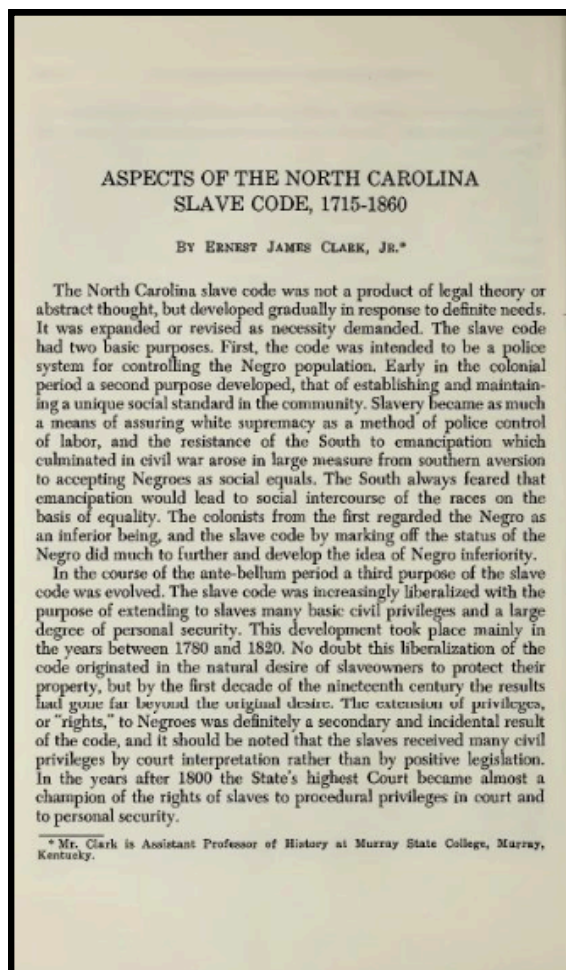 ASPECTS OF THE NORTH CAROLINA
SLAVE CODE, 1715-1860
BY ERNEST JAMES CLARK, JR.*
The North Carolina slave code was not a product of legal theory or
abstract thought, but developed gradually in response to definite needs.
It was expanded or revised as necessity demanded. The slave code
had two basic purposes. First, the code was intended to be a police
system for controlling the Negro population. Early in the colonial
period a second purpose developed, that of establishing and maintain-
ing a unique social standard in the community. Slavery became as much
a means of assuring white supremacy as a method of police control
of labor, and the resistance of the South to emancipation which
culminated in civil war arose in large measure from southern aversion
to accepting Negroes as social equals. The South always feared that
emancipation would lead to social intercourse of the races on the
basis of equality. The colonists from the first regarded the Negro as
an inferior being, and the slave code by marking off the status of the
Negro did much to further and develop the idea of Negro inferiority.
In the course of the ante-bellum period a third purpose of the slave
code was evolved. The slave code was increasingly liberalized with the
purpose of extending to slaves many basic civil privileges and a large
degree of personal security. This development took place mainly in
the years between 1780 and 1820. No doubt this liberalization of the
code originated in the natural desire of slaveowners to protect their
property, but by the first decade of the nineteenth century the results
had gone far beyond the original desire. The extension of privileges,
or "rights," to Negroes was definitely a secondary and incidental result
of the code, and it should be noted that the slaves received many civil
privileges by court interpretation rather than by positive legislation.
In the years after 1800 the State's highest Court became almost a
champion of the rights of slaves to procedural privileges in court and
to personal security.
* Mr. Clark is Assistant Professor of History at Murray State College, Murray,
Kentucky.